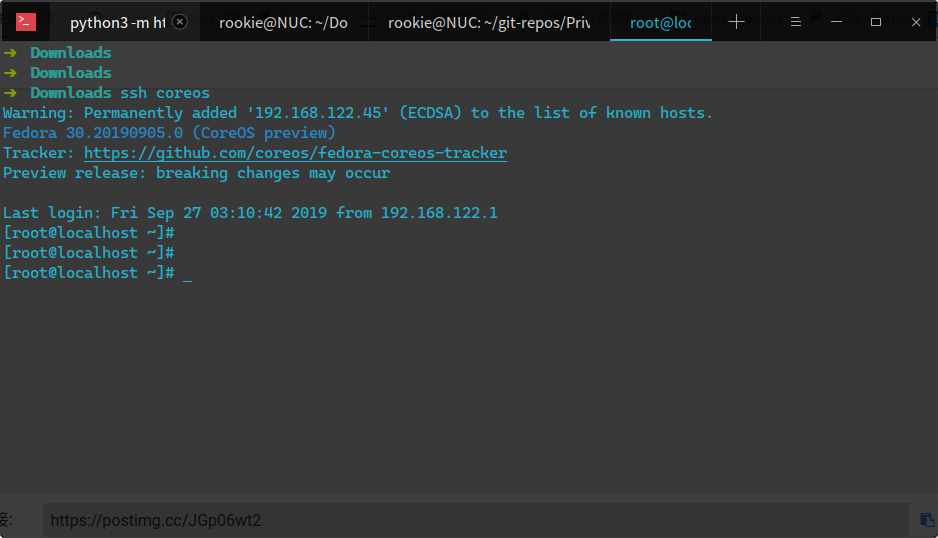 python3 -m ht
rookie@NUC: ~/Do
rookie@NUC: ~/git-repos/Priv
root@loc
➜ Downloads
➜ Downloads
➜ Downloads ssh coreos
Warning: Permanently added '192.168.122.45' (ECDSA) to the list of known hosts.
Fedora 30.20190905.0 (CoreOS preview)
Tracker: https://github.com/coreos/fedora-coreos-tracker
Preview release: breaking changes may occur
Last login: Fri Sep 27 03:10:42 2019 from 192.168.122.1
[root@localhost ~]#
[root@localhost ~]#
[root@localhost ~]# _
接:
https://postimg.cc/JGp06wt2